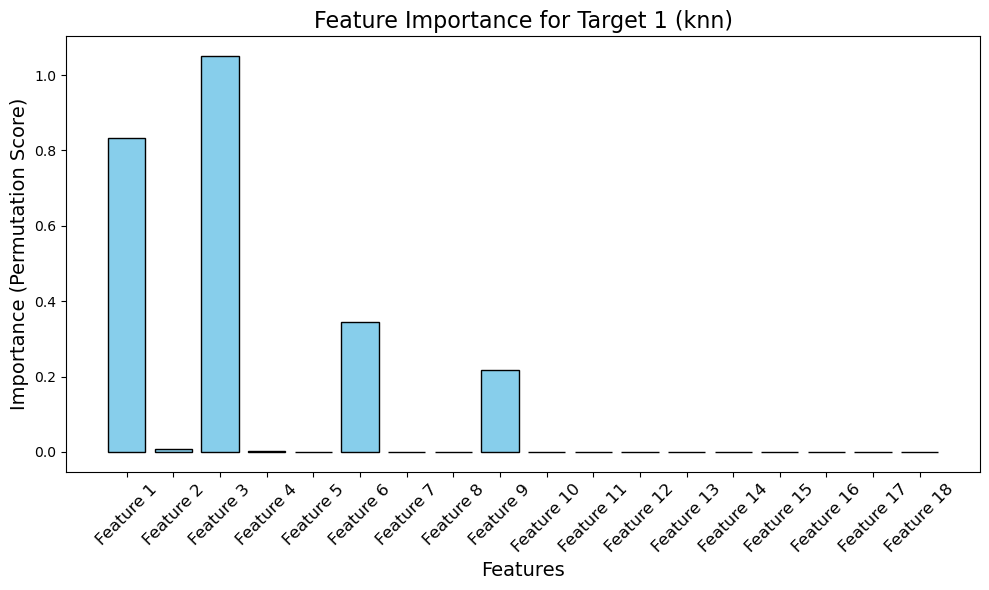 Feature Importance for Target 1 (knn)
Importance (Permutation Score)
1.0
0.8
0.6
0.4
0.2
0.0
Feature 1
Feature 2
Feature 3
Feature 4
Feature 5
Feature 6
Feature 7
Feature 8
Feature 9
Feature 10
Feature 11
Feature 12
Feature 13
Feature 14
Feature 15
Feature 16
Feature 17
Feature 18
Features